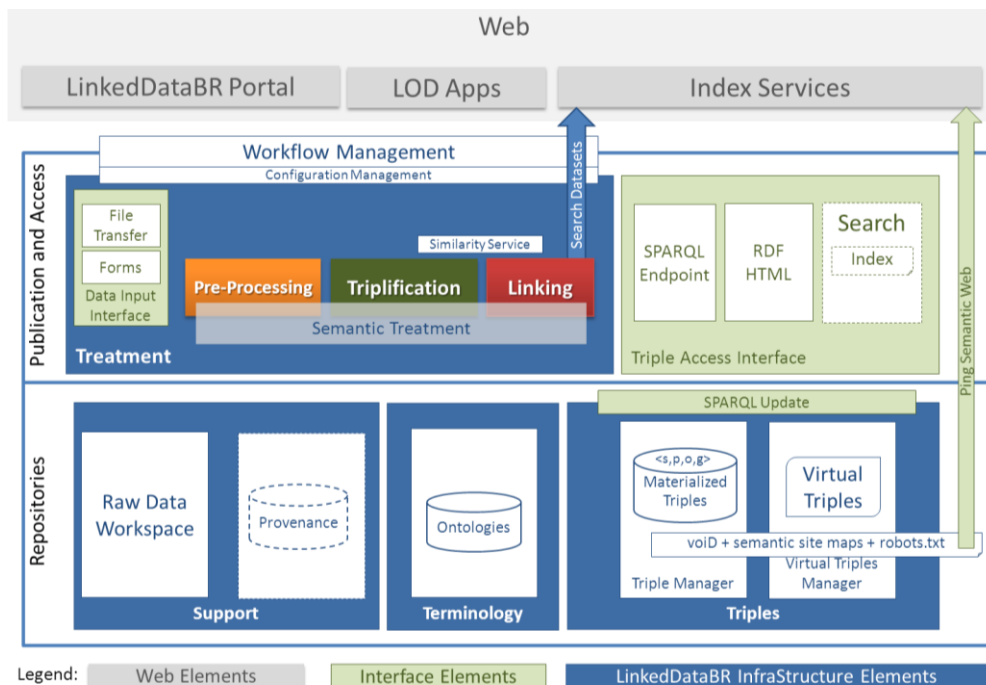 Web
LinkedDataBR Portal
LOD Apps
Index Services
Publication and Access
Workflow Management
Configuration Management
File
Transfer
Forms
Data Input
Interface
Similarity Service
Search Datasets
Pre-Processing
Triplification
Linking
Semantic Treatment
Treatment
SPARQL
Endpoint
RDF
HTML
Search
Index
Triple Access Interface
Ping Semantic Web
Repositories
Raw Data
Workspace
Provenance
Support
Ontologies
Terminology
SPARQL Update
<s,p,o,g>
Materialized
Triples
Virtual
Triples
voiD + semantic site maps + robots.txt
Triple Manager
Virtual Triples
Manager
Triples
Legend:
Web Elements
Interface Elements
LinkedDataBR InfraStructure Elements